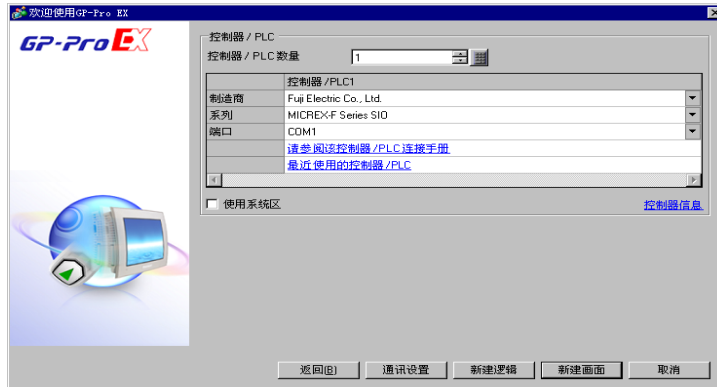 欢迎使用GP-Pro EX
GP-Pro EX
控制器 / PLC
控制器 / PLC 数量 1
控制器 /PLC1
制造商 Fuji Electric Co., Ltd.
系列 MICREX-F Series SIO
端口 COM1
请参阅该控制器/PLC连接手册
最近使用的控制器/PLC
使用系统区 控制器信息
返回(B) 通讯设置 新建逻辑 新建画面 取消